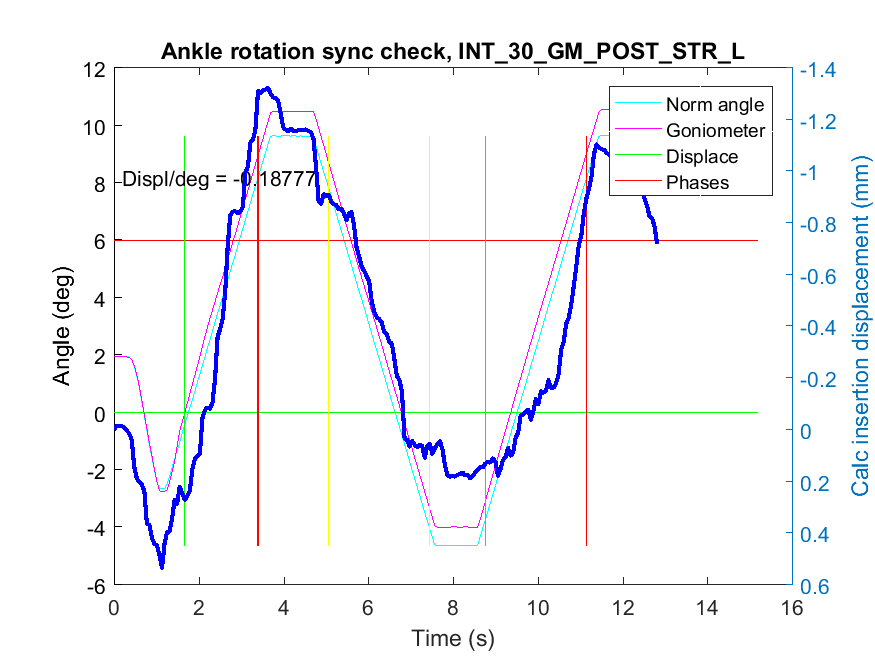 Ankle rotation sync check, INT_30_GM_POST_STR_L
12
10
8
6
4
2
0
-2
-4
-6
Angle (deg)
Displ/deg = -0.18777
Norm angle
Goniometer
Displace
Phases
-1.4
-1.2
-1
-0.8
-0.6
-0.4
-0.2
0
0.2
0.4
0.6
Calc insertion displacement (mm)
0 2 4 6 8 10 12 14 16
Time (s)